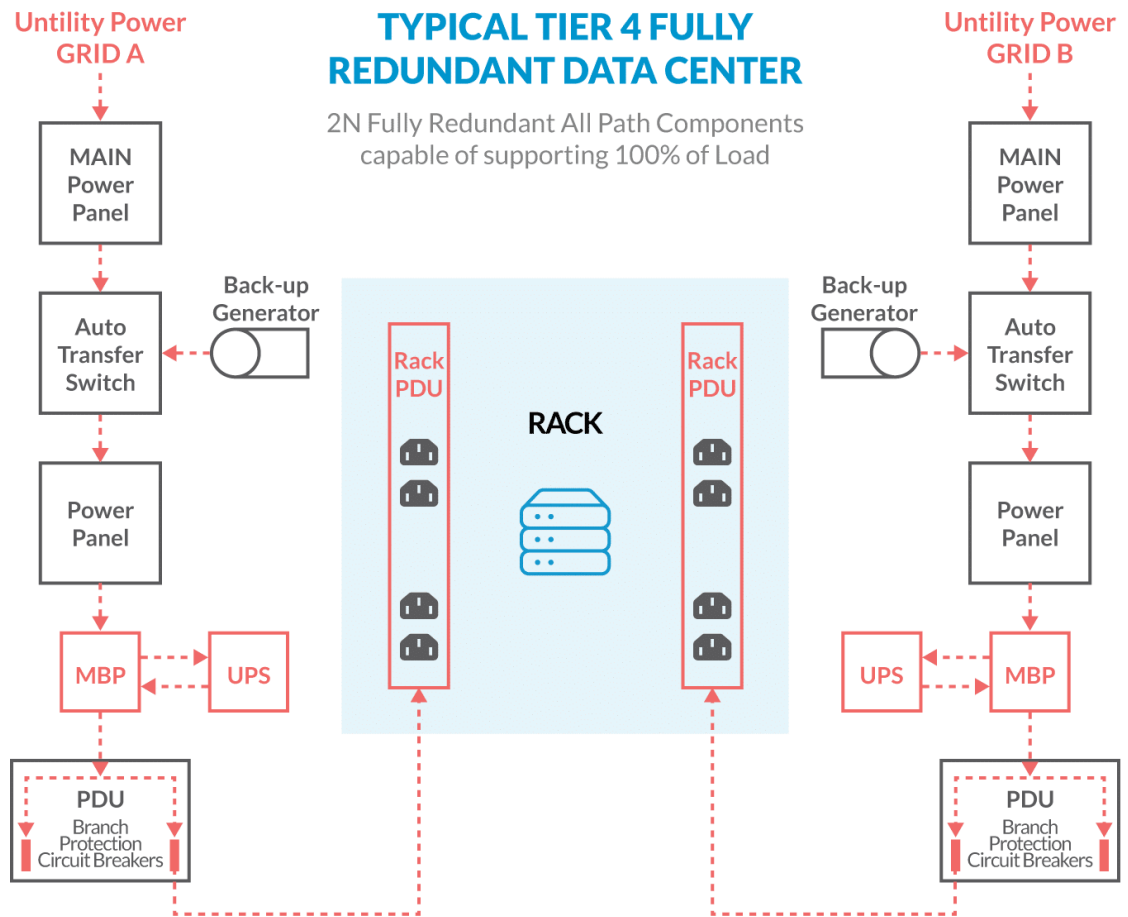 Untility Power
GRID A
TYPICAL TIER 4 FULLY
REDUNDANT DATA CENTER
2N Fully Redundant All Path Components
capable of supporting 100% of Load
Untility Power
GRID B
MAIN
Power
Panel
Auto
Transfer
Switch
Back-up
Generator
Power
Panel
MBP
UPS
PDU
Branch
Protection
Circuit Breakers
Rack
PDU
RACK
Rack
PDU
MAIN
Power
Panel
Back-up
Generator
Auto
Transfer
Switch
Power
Panel
UPS
MBP
PDU
Branch
Protection
Circuit Breakers